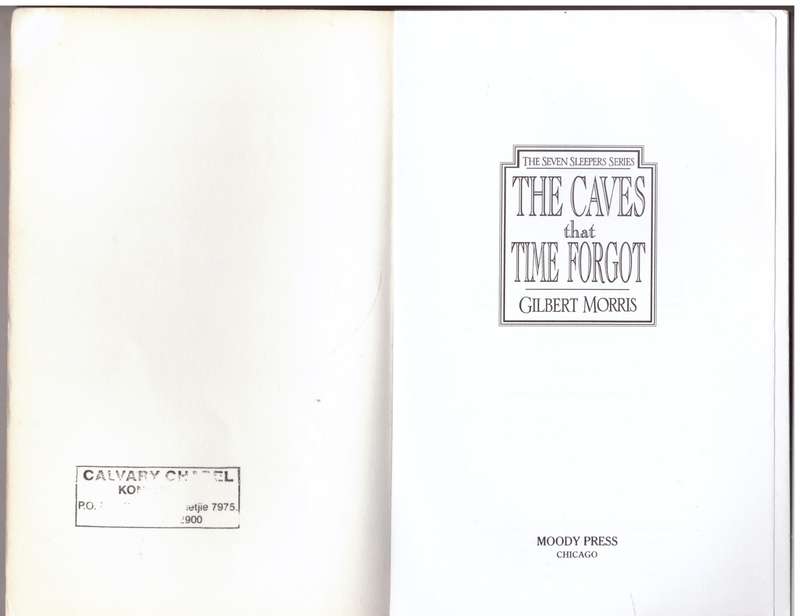 CALVARY
P.O.
7975.
THE SEVEN SLEEPERS SERIES
THE CAVES
that
TIME FORGOT
GILBERT MORRIS
MOODY PRESS
CHICAGO